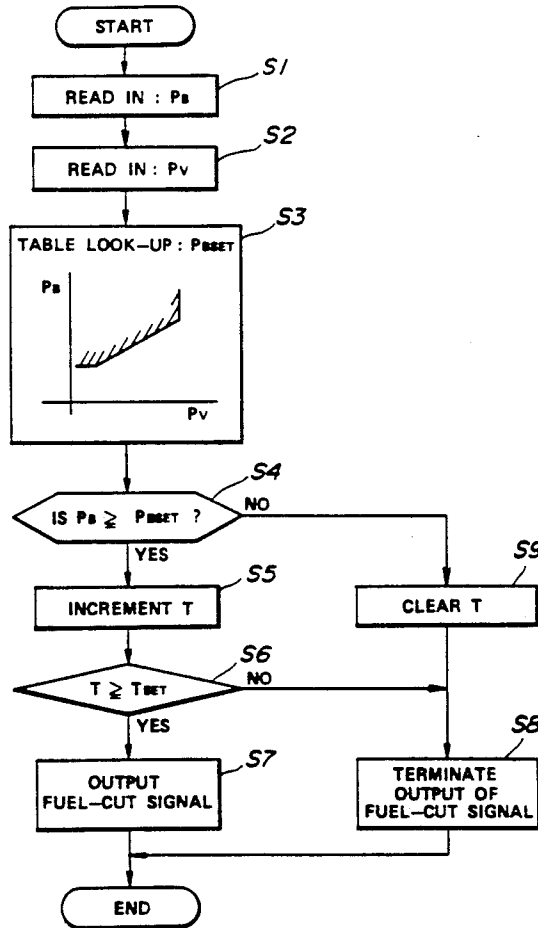 START
S1
READ IN : PB
S2
READ IN : PV
S3
TABLE LOOK-UP : PBSET
PB
PV
S4
IS PB ≧ PBSET ?
NO
YES
S5
INCREMENT T
S9
CLEAR T
S6
T ≧ TSET
NO
YES
S7
OUTPUT
FUEL-CUT SIGNAL
S8
TERMINATE
OUTPUT OF
FUEL-CUT SIGNAL
END